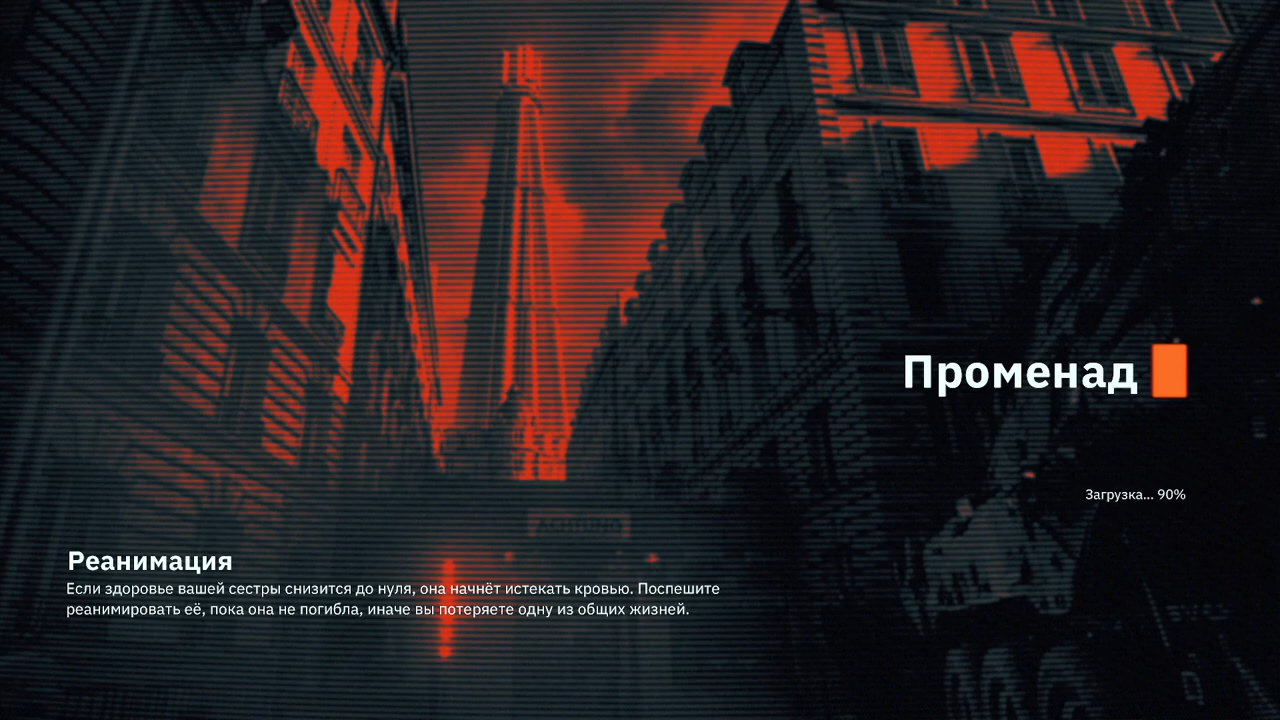 Променад
Загрузка... 90%
Реанимация
Если здоровье вашей сестры снизится до нуля, она начнёт истекать кровью. Поспешите
реанимировать её, пока она не погибла, иначе вы потеряете одну из общих жизней.